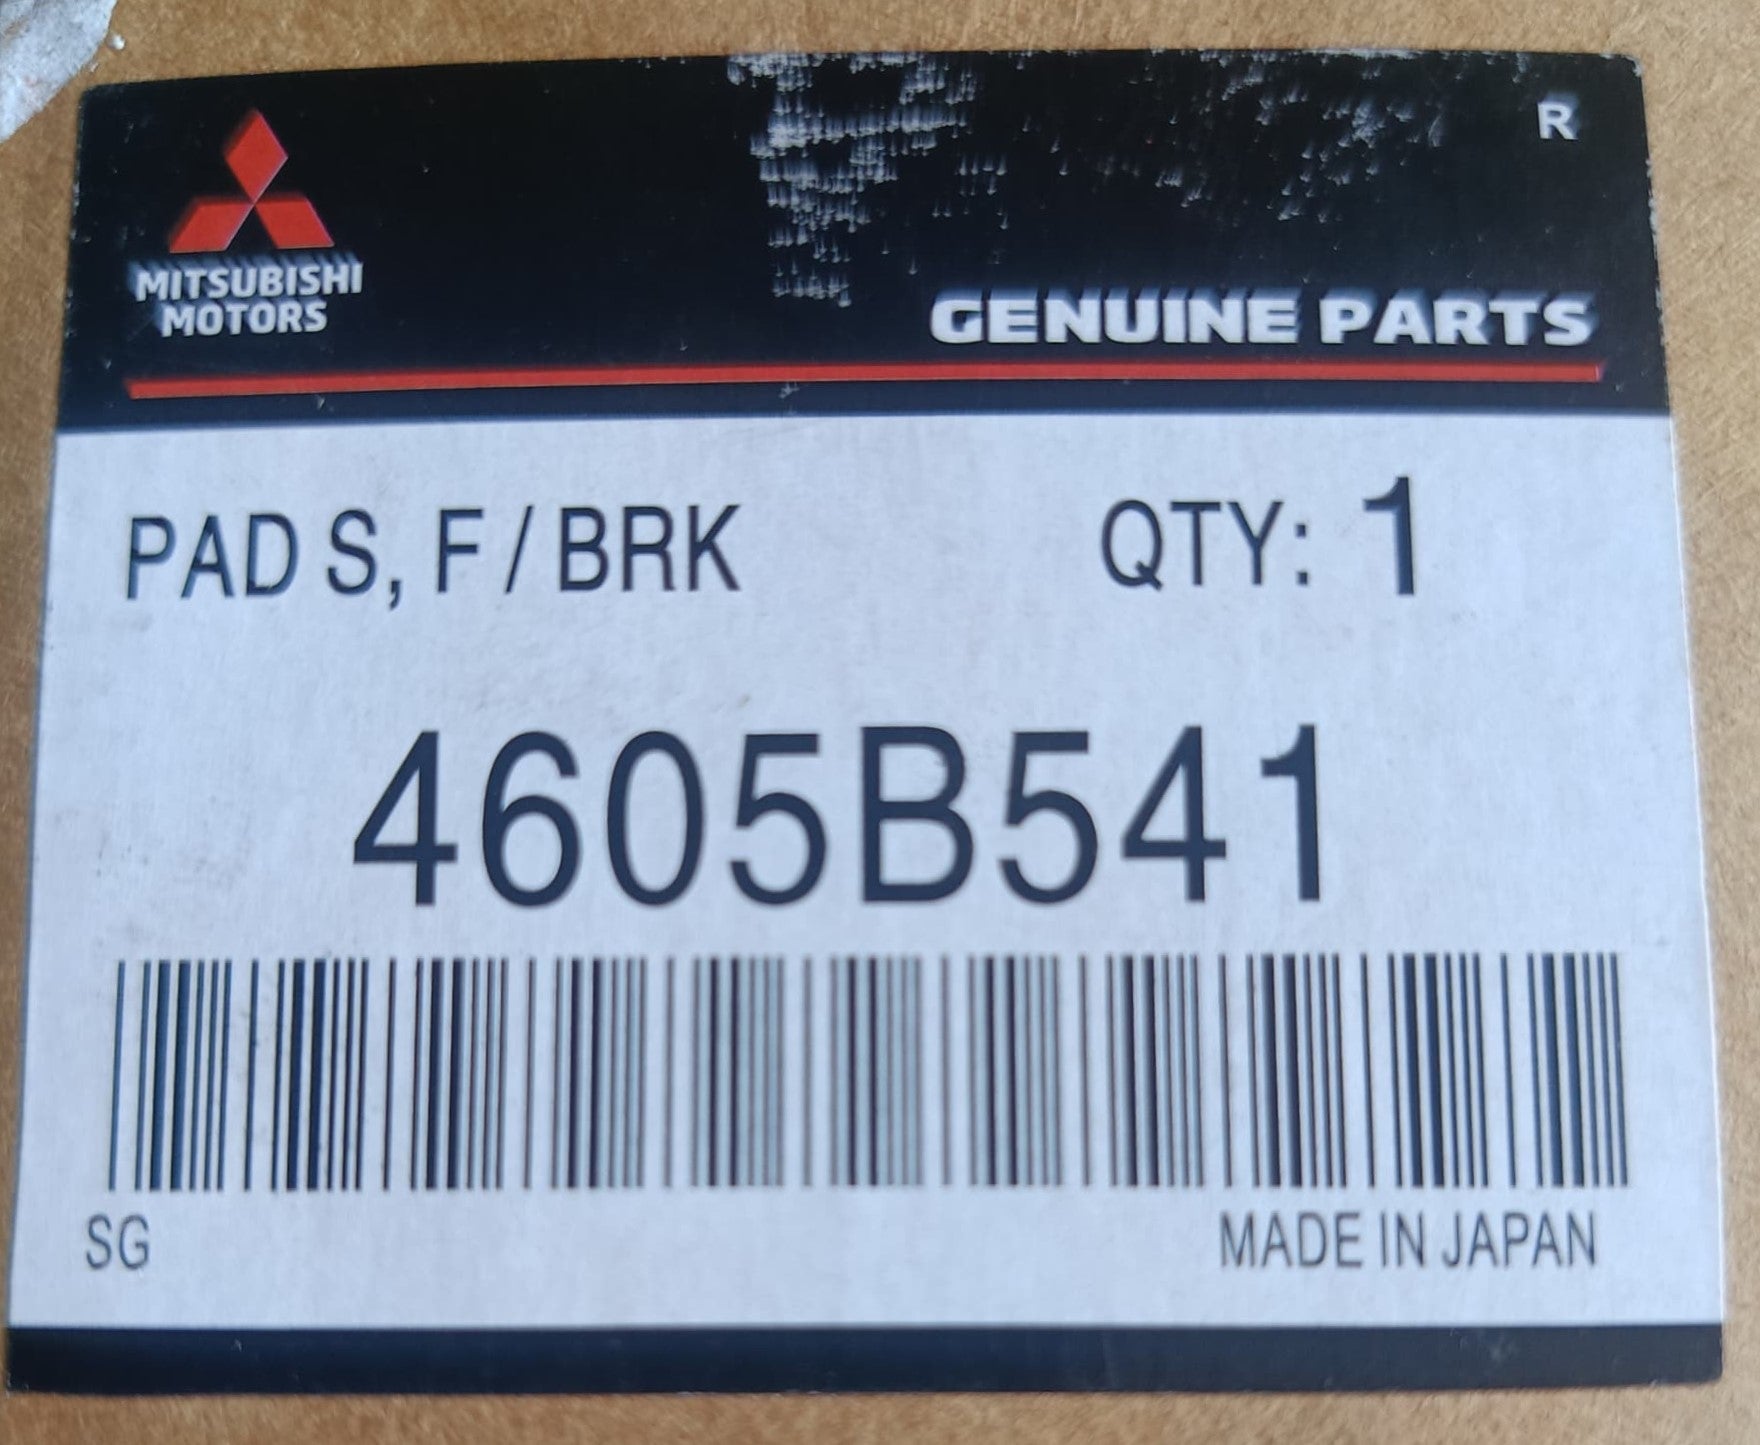 R
MITSUBISHI
MOTORS
GENUINE PARTS
PAD S, F / BRK
QTY: 1
4605B541
SG
MADE IN JAPAN